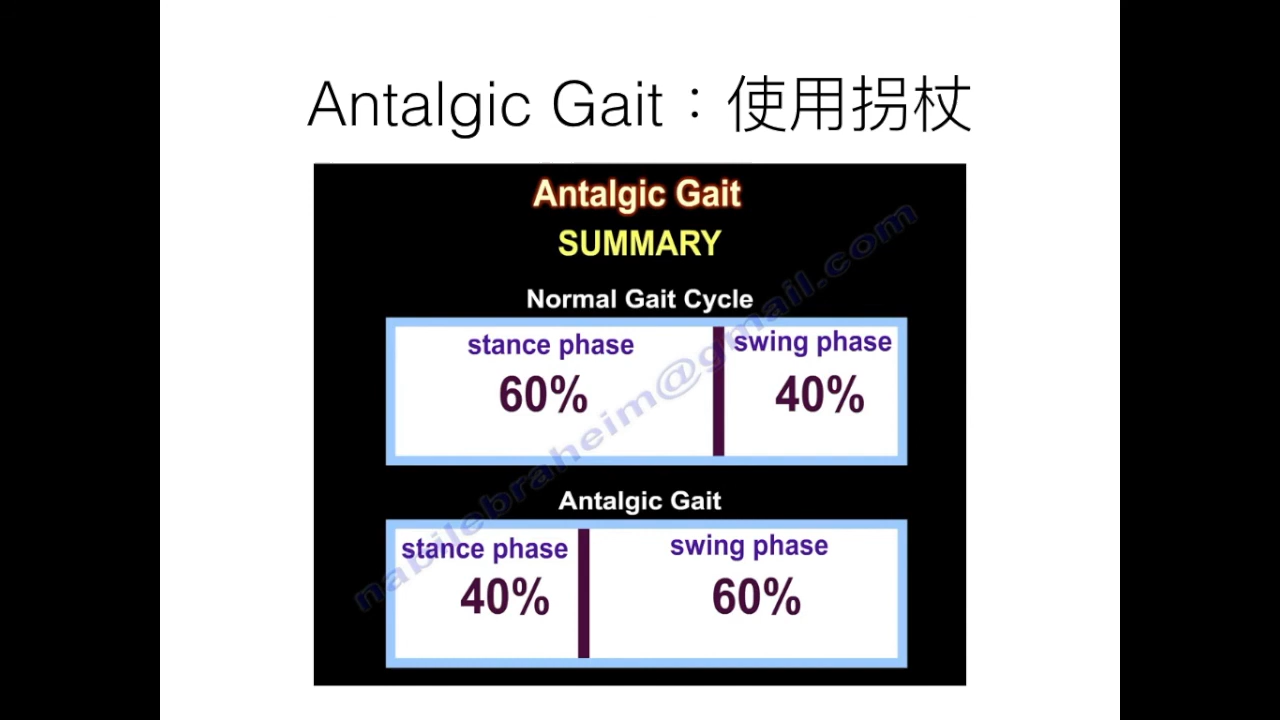 Antalgic Gait：使用拐杖
Antalgic Gait
SUMMARY
Normal Gait Cycle
stance phase
swing phase
60%
40%
Antalgic Gait
stance phase
swing phase
40%
60%
nabilebraheim@gmail.com